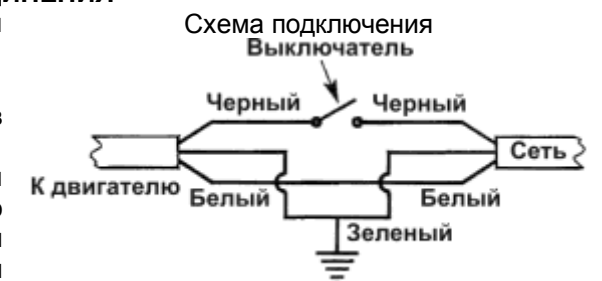 Схема подключения
Выключатель
Черный Черный
Сеть
К двигателю
Белый Белый
Зеленый